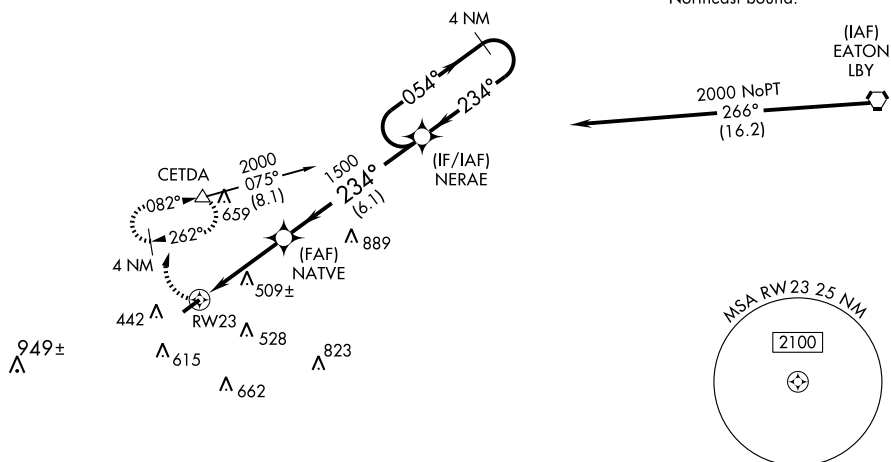 Northeast bound.
4 NM
(IAF)
EATON
LBY
2000 NoPT
266°
(16.2)
054°
234°
(IF/IAF)
NERAE
1500
234°
(6.1)
CETDA
2000
075°
(8.1)
659
082°
262°
4 NM
889
(FAF)
NATVE
509±
RW23
442
528
615
823
662
949±
MSA RW23 25 NM
2100